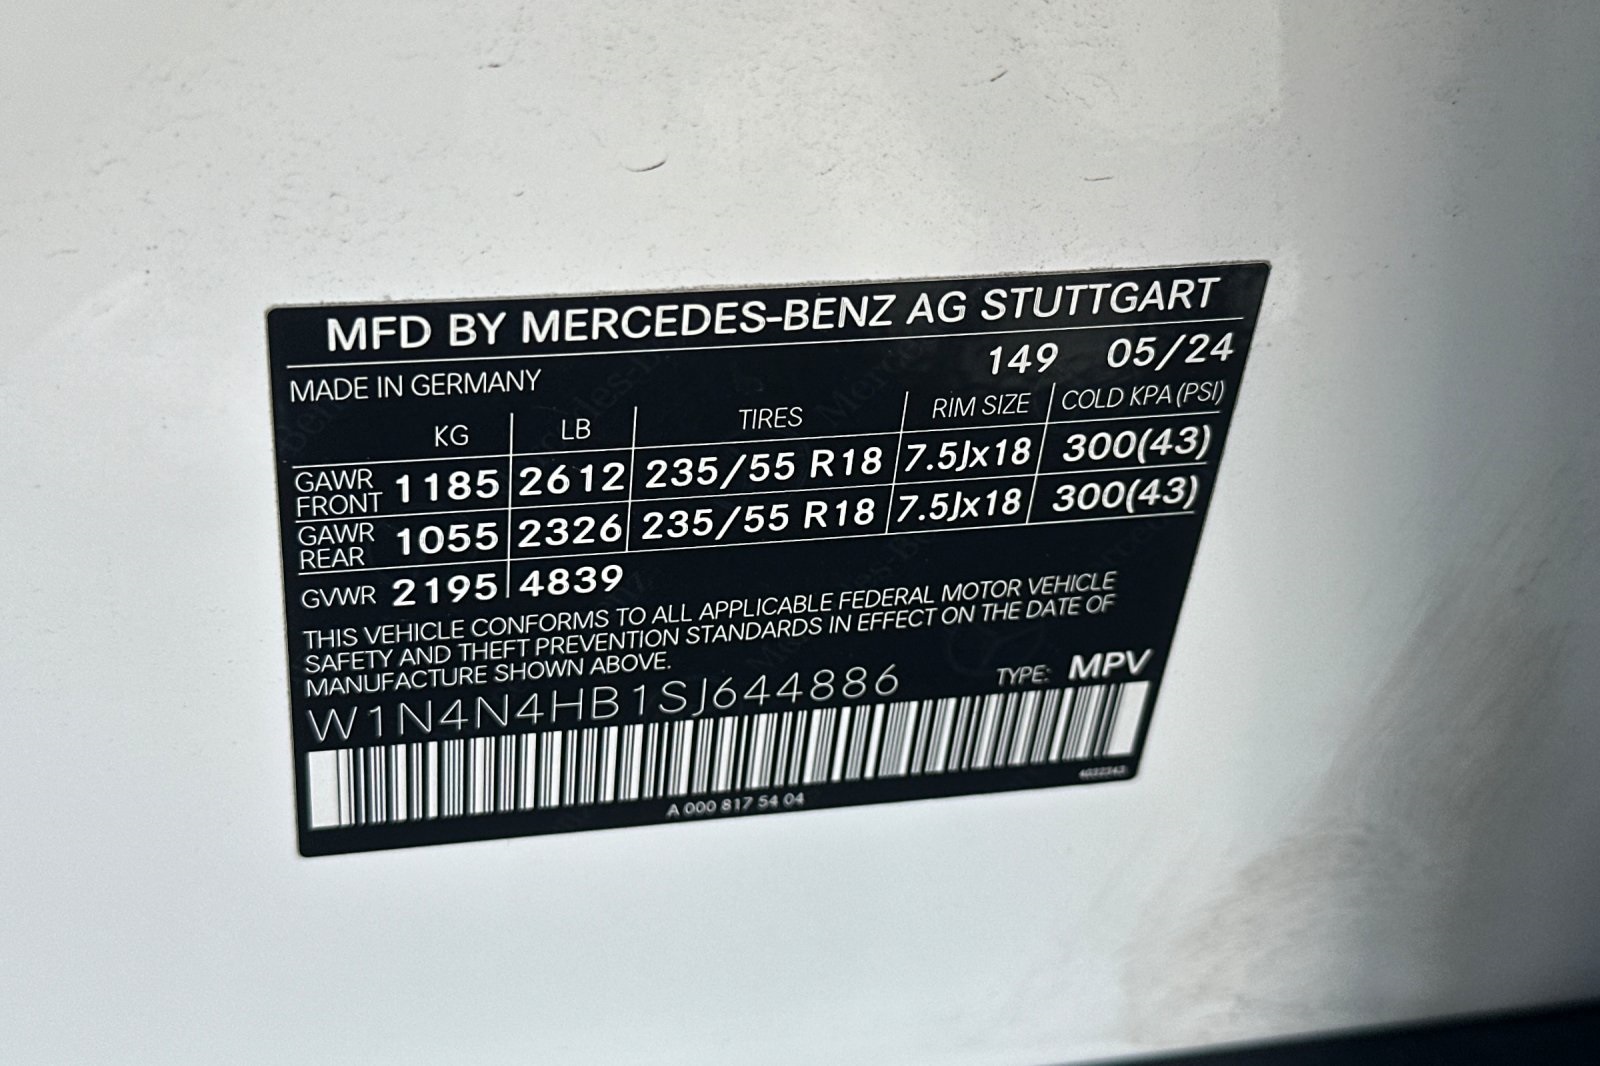 MFD BY MERCEDES-BENZ AG STUTTGART
MADE IN GERMANY 149 05/24
KG LB TIRES RIM SIZE COLD KPA (PSI)
GAWR FRONT 1185 2612 235/55 R18 7.5Jx18 300(43)
GAWR REAR 1055 2326 235/55 R18 7.5Jx18 300(43)
GVWR 2195 4839
THIS VEHICLE CONFORMS TO ALL APPLICABLE FEDERAL MOTOR VEHICLE
SAFETY AND THEFT PREVENTION STANDARDS IN EFFECT ON THE DATE OF
MANUFACTURE SHOWN ABOVE.
W1N4N4HB1SJ644886 TYPE: MPV
A 000 817 54 04